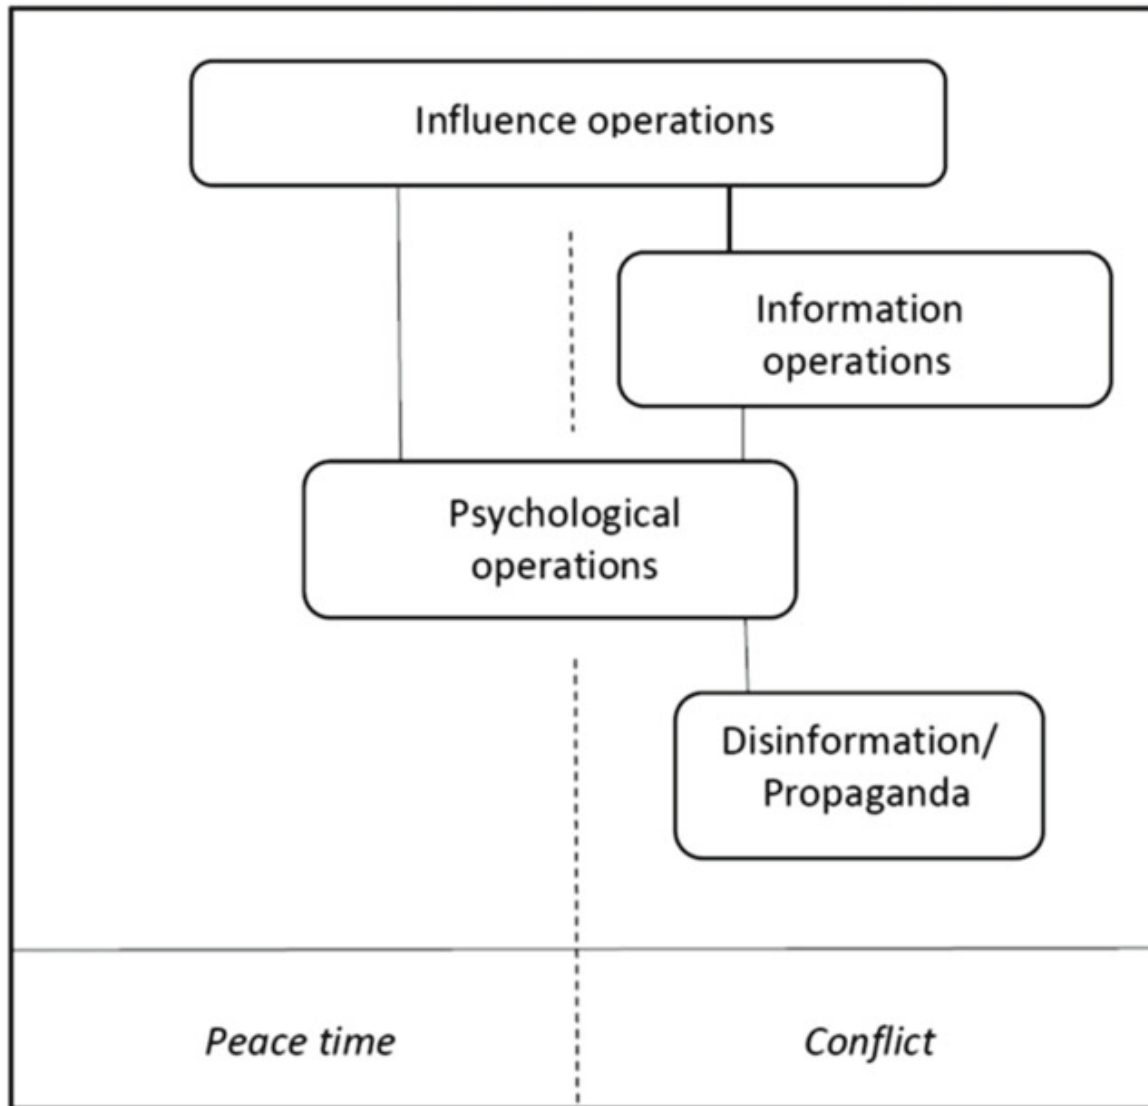 Influence operations
Information
operations
Psychological
operations
Disinformation/
Propaganda
Peace time
Conflict